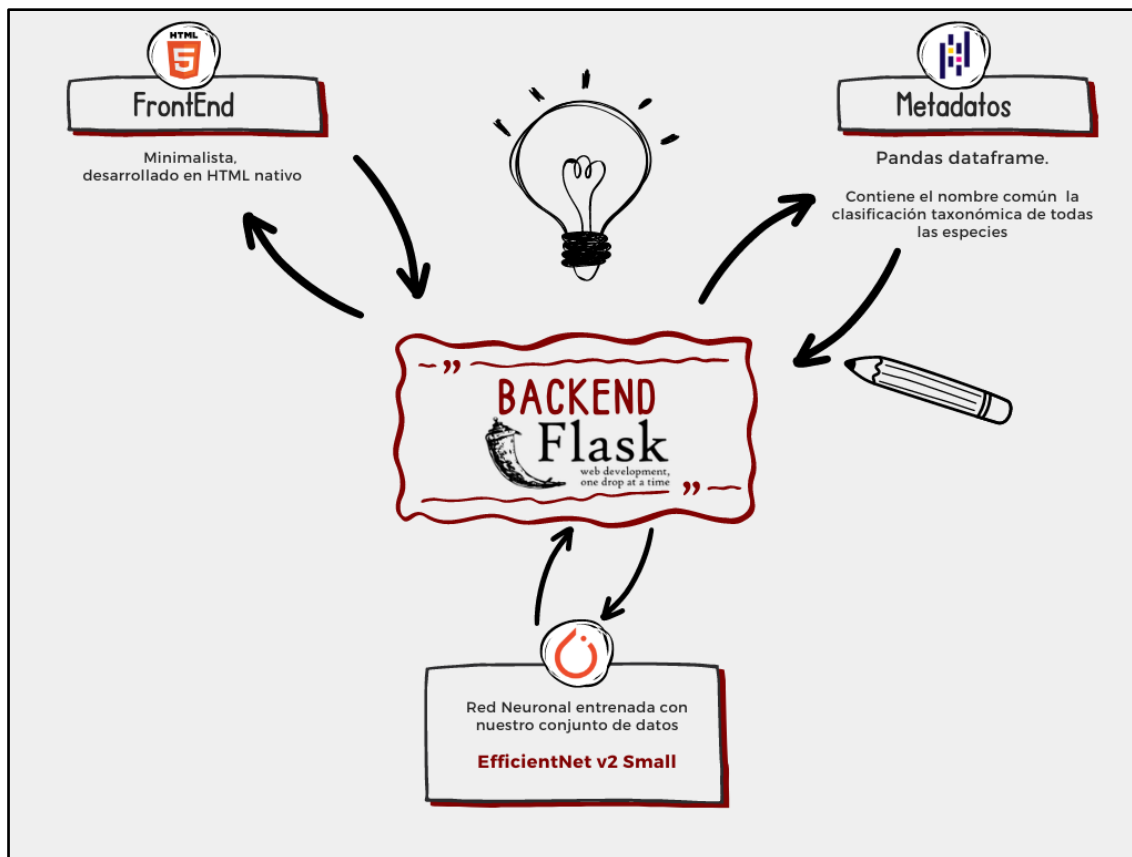 HTML
5
FrontEnd
Minimalista,
desarrollado en HTML nativo
Metadatos
Pandas dataframe.
Contiene el nombre común  la
clasificación taxonómica de todas
las especies
BACKEND
Flask
web development,
one drop at a time
Red Neuronal entrenada con
nuestro conjunto de datos
EfficientNet v2 Small